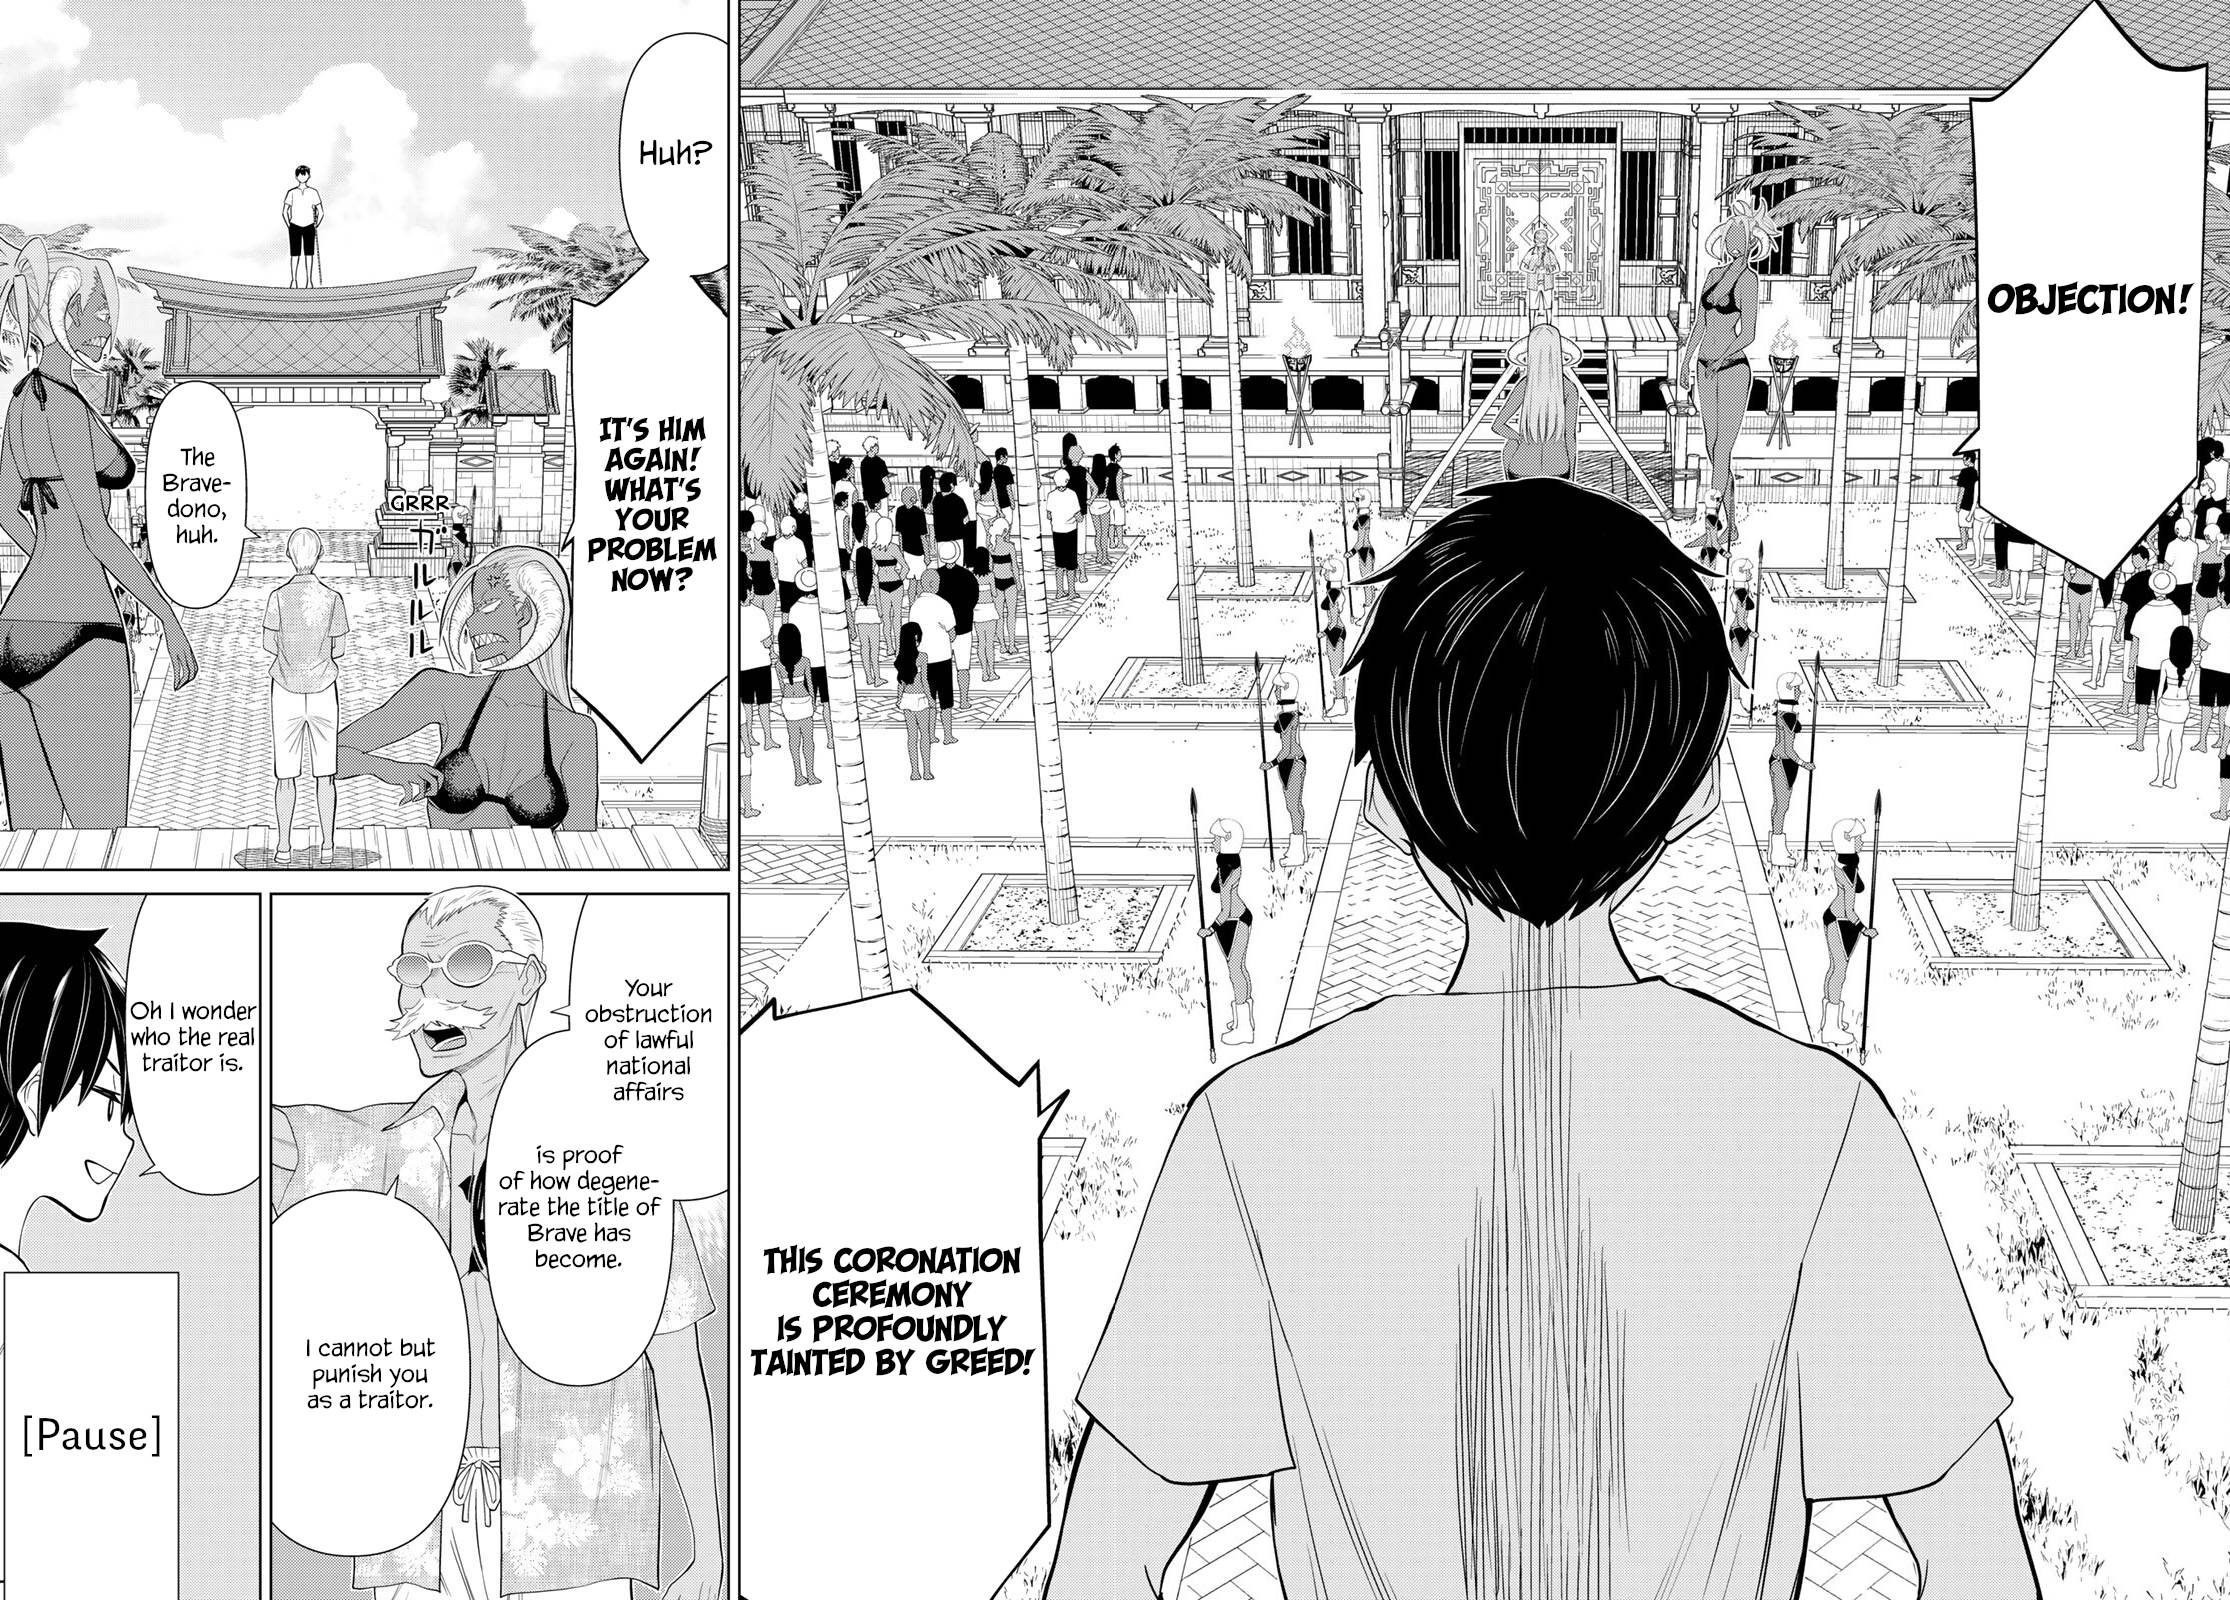 OBJECTION!
THIS CORONATION
CEREMONY
IS PROFOUNDLY
TAINTED BY GREED!
Huh?
IT'S HIM
AGAIN!
WHAT'S
YOUR
PROBLEM
NOW?
GRRR
ガルルル
The
Brave-
dono,
huh.
Your
obstruction
of lawful
national
affairs
is proof
of how degene-
rate the title of
Brave has
become.
I cannot but
punish you
as a traitor.
Oh I wonder
who the real
traitor is.
[Pause]